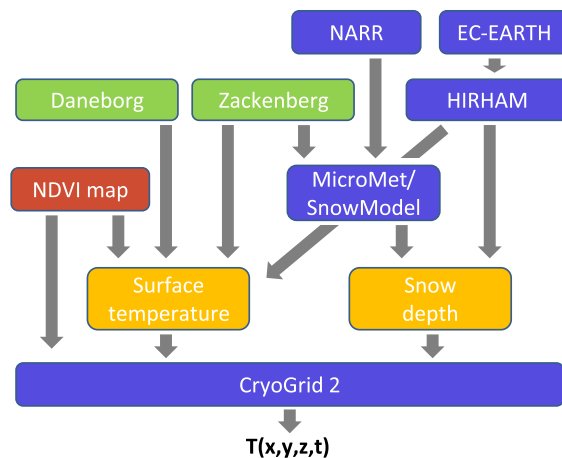 NARR
EC-EARTH
Daneborg
Zackenberg
HIRHAM
NDVI map
MicroMet/
SnowModel
Surface
temperature
Snow
depth
CryoGrid 2
T(x,y,z,t)